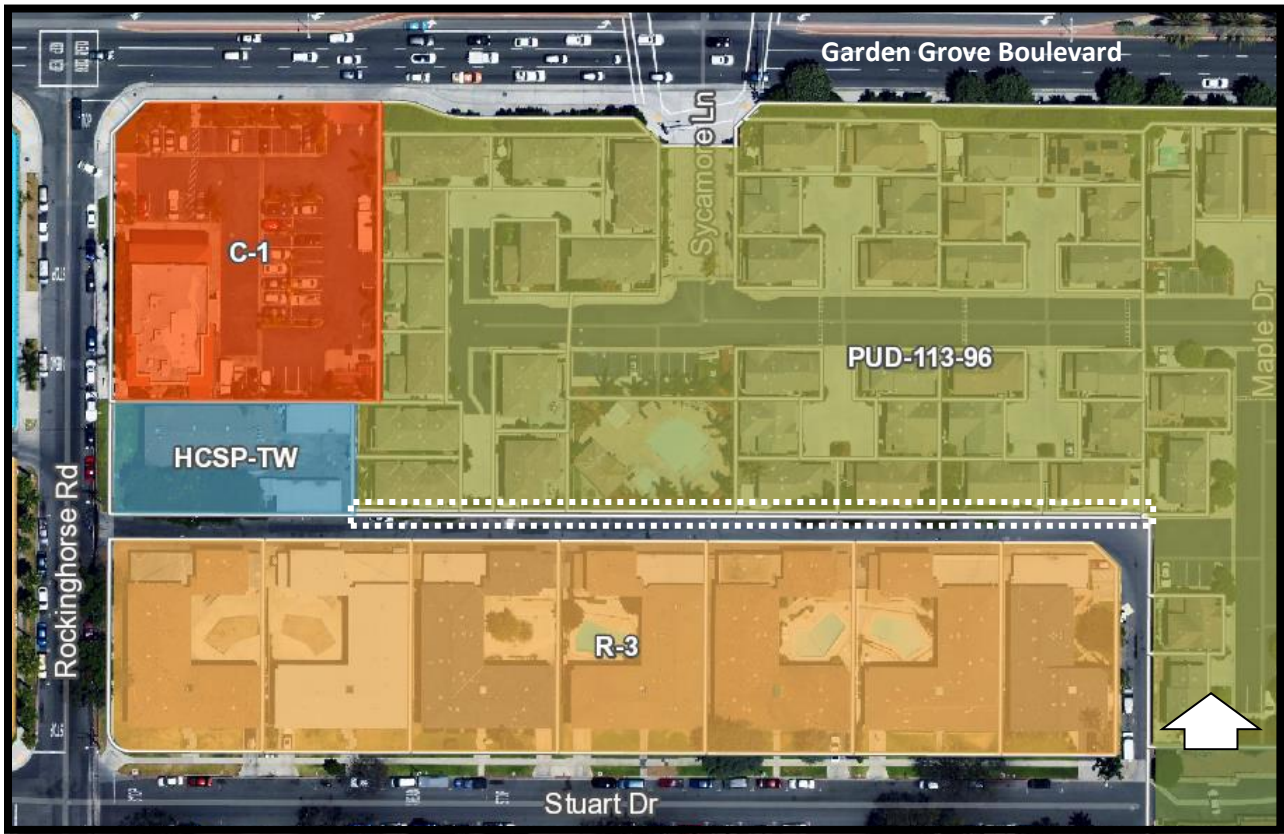 Garden Grove Boulevard
Sycamore Ln
C-1
PUD-113-96
Maple Dr
HCSP-TW
Rockinghorse Rd
R-3
Stuart Dr